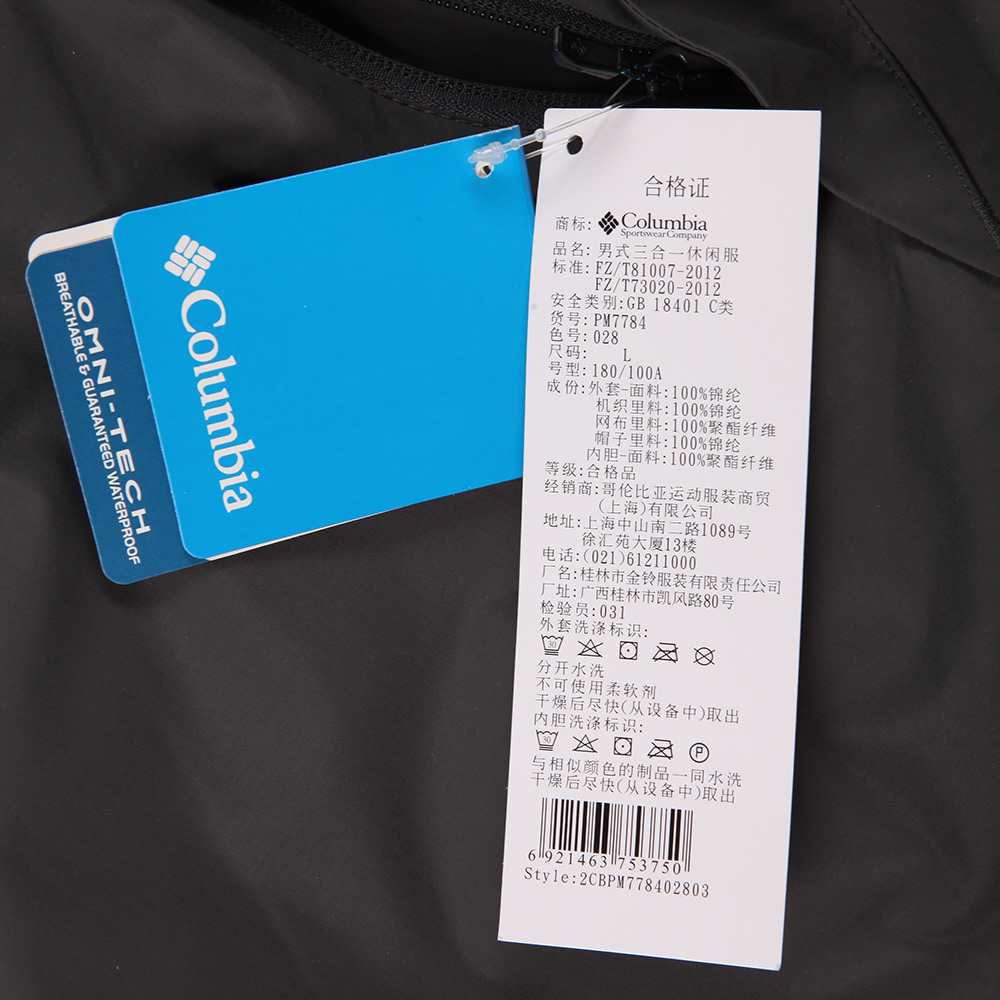 OMNI-TECH
BREATHABLE & GUARANTEED WATERPROOF
Columbia
合格证
商标: Columbia
Sportswear Company
品名: 男式三合一休闲服
标准: FZ/T81007-2012
FZ/T73020-2012
安全类别:GB 18401 C类
货号: PM7784
色号: 028
尺码: L
号型: 180/100A
成份: 外套-面料:100%锦纶
机织里料:100%锦纶
网布里料:100%聚酯纤维
帽子里料:100%锦纶
内胆-面料:100%聚酯纤维
等级: 合格品
经销商: 哥伦比亚运动服装商贸
(上海)有限公司
地址: 上海中山南二路1089号
徐汇苑大厦13楼
电话: (021)61211000
厂名: 桂林市金铃服装有限责任公司
厂址: 广西桂林市凯风路80号
检验员:031
外套洗涤标识:
30
分开水洗
不可使用柔软剂
干燥后尽快(从设备中)取出
内胆洗涤标识:
30 P
与相似颜色的制品一同水洗
干燥后尽快(从设备中)取出
6 921463 753750
Style:2CBPM778402803